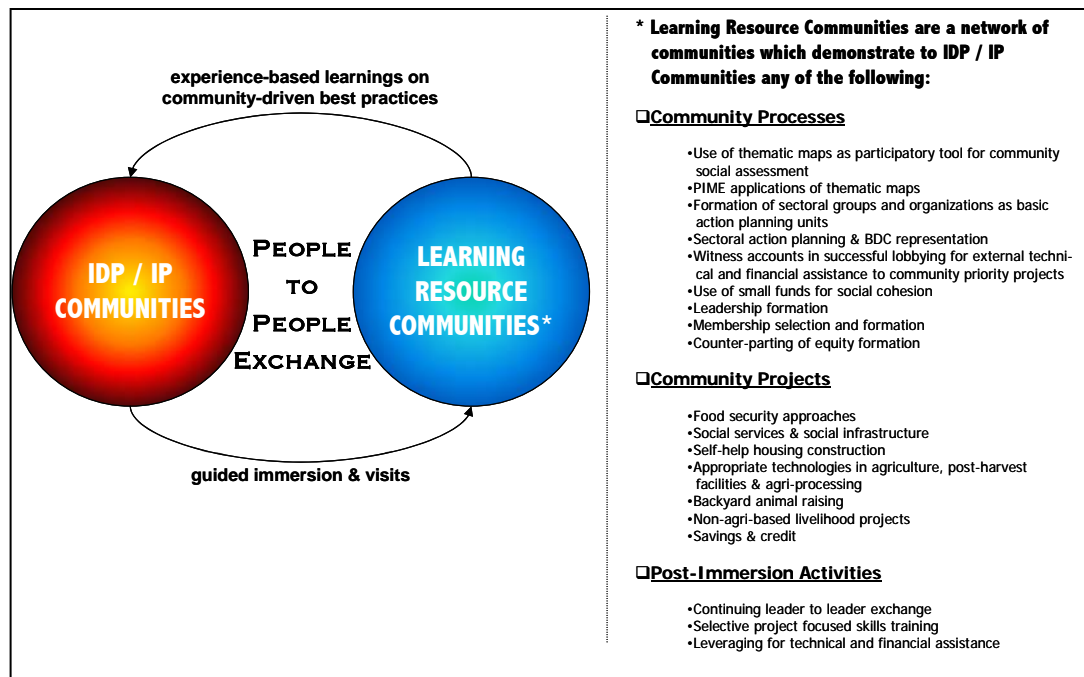 experience-based learnings on
community-driven best practices
IDP / IP
COMMUNITIES
PEOPLE
TO
PEOPLE
EXCHANGE
LEARNING
RESOURCE
COMMUNITIES*
guided immersion & visits
* Learning Resource Communities are a network of
communities which demonstrate to IDP / IP
Communities any of the following:
❑Community Processes
•Use of thematic maps as participatory tool for community
social assessment
•PIME applications of thematic maps
•Formation of sectoral groups and organizations as basic
action planning units
•Sectoral action planning & BDC representation
•Witness accounts in successful lobbying for external techni-
cal and financial assistance to community priority projects
•Use of small funds for social cohesion
•Leadership formation
•Membership selection and formation
•Counter-parting of equity formation
❑Community Projects
•Food security approaches
•Social services & social infrastructure
•Self-help housing construction
•Appropriate technologies in agriculture, post-harvest
facilities & agri-processing
•Backyard animal raising
•Non-agri-based livelihood projects
•Savings & credit
❑Post-Immersion Activities
•Continuing leader to leader exchange
•Selective project focused skills training
•Leveraging for technical and financial assistance